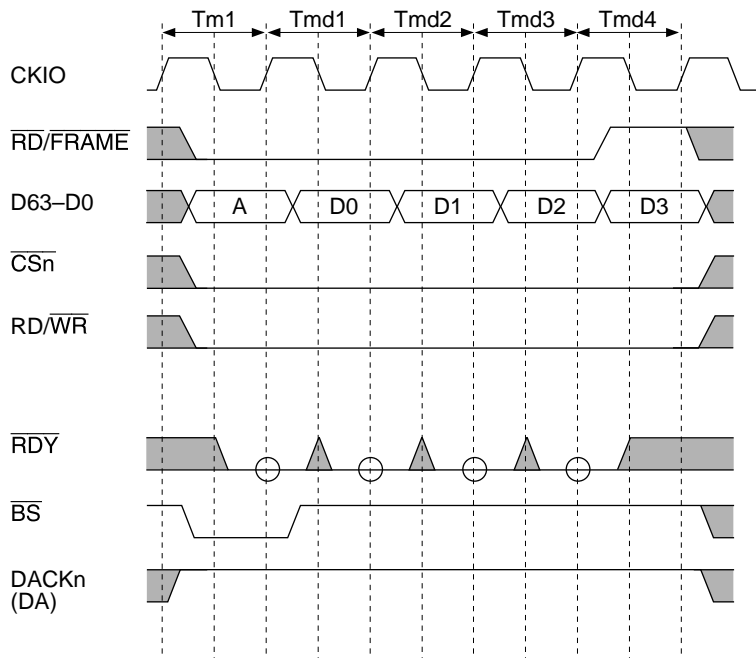 Tm1 Tmd1 Tmd2 Tmd3 Tmd4
CKIO
RD/FRAME
D63–D0 A D0 D1 D2 D3
CSn
RD/WR
RDY
BS
DACKn
(DA)